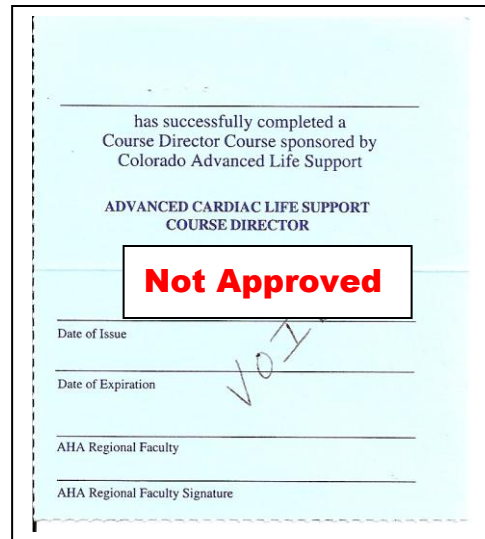 has successfully completed a
Course Director Course sponsored by
Colorado Advanced Life Support
ADVANCED CARDIAC LIFE SUPPORT
COURSE DIRECTOR
Not Approved
Date of Issue
VOI
Date of Expiration
AHA Regional Faculty
AHA Regional Faculty Signature